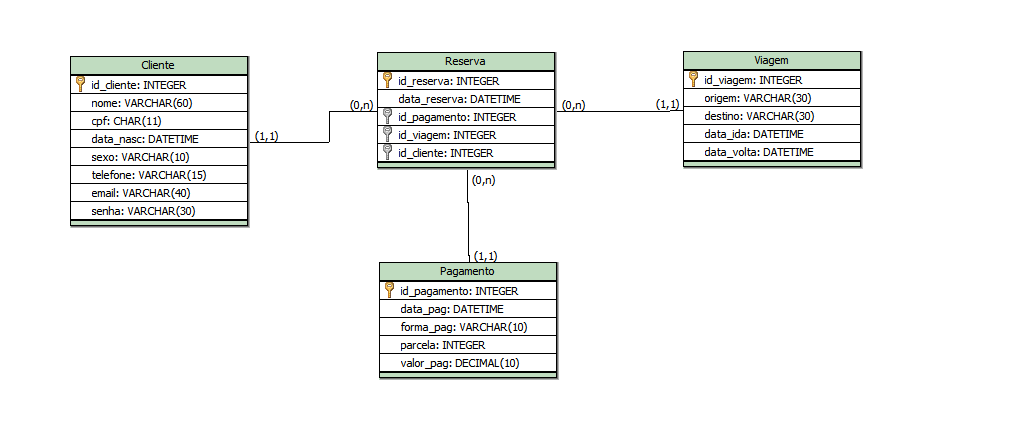 Cliente
id_cliente: INTEGER
nome: VARCHAR(60)
cpf: CHAR(11)
data_nasc: DATETIME
sexo: VARCHAR(10)
telefone: VARCHAR(15)
email: VARCHAR(40)
senha: VARCHAR(30)
(1,1)
(0,n)
Reserva
id_reserva: INTEGER
data_reserva: DATETIME
id_pagamento: INTEGER
id_viagem: INTEGER
id_cliente: INTEGER
(0,n)
(1,1)
Viagem
id_viagem: INTEGER
origem: VARCHAR(30)
destino: VARCHAR(30)
data_ida: DATETIME
data_volta: DATETIME
(0,n)
(1,1)
Pagamento
id_pagamento: INTEGER
data_pag: DATETIME
forma_pag: VARCHAR(10)
parcela: INTEGER
valor_pag: DECIMAL(10)